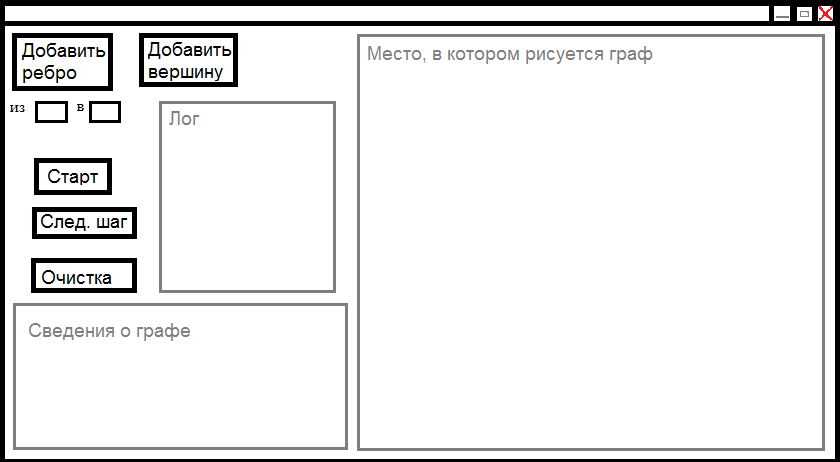 Добавить
ребро
Добавить
вершину
из
в
Лог
Старт
След. шаг
Очистка
Сведения о графе
Место, в котором рисуется граф